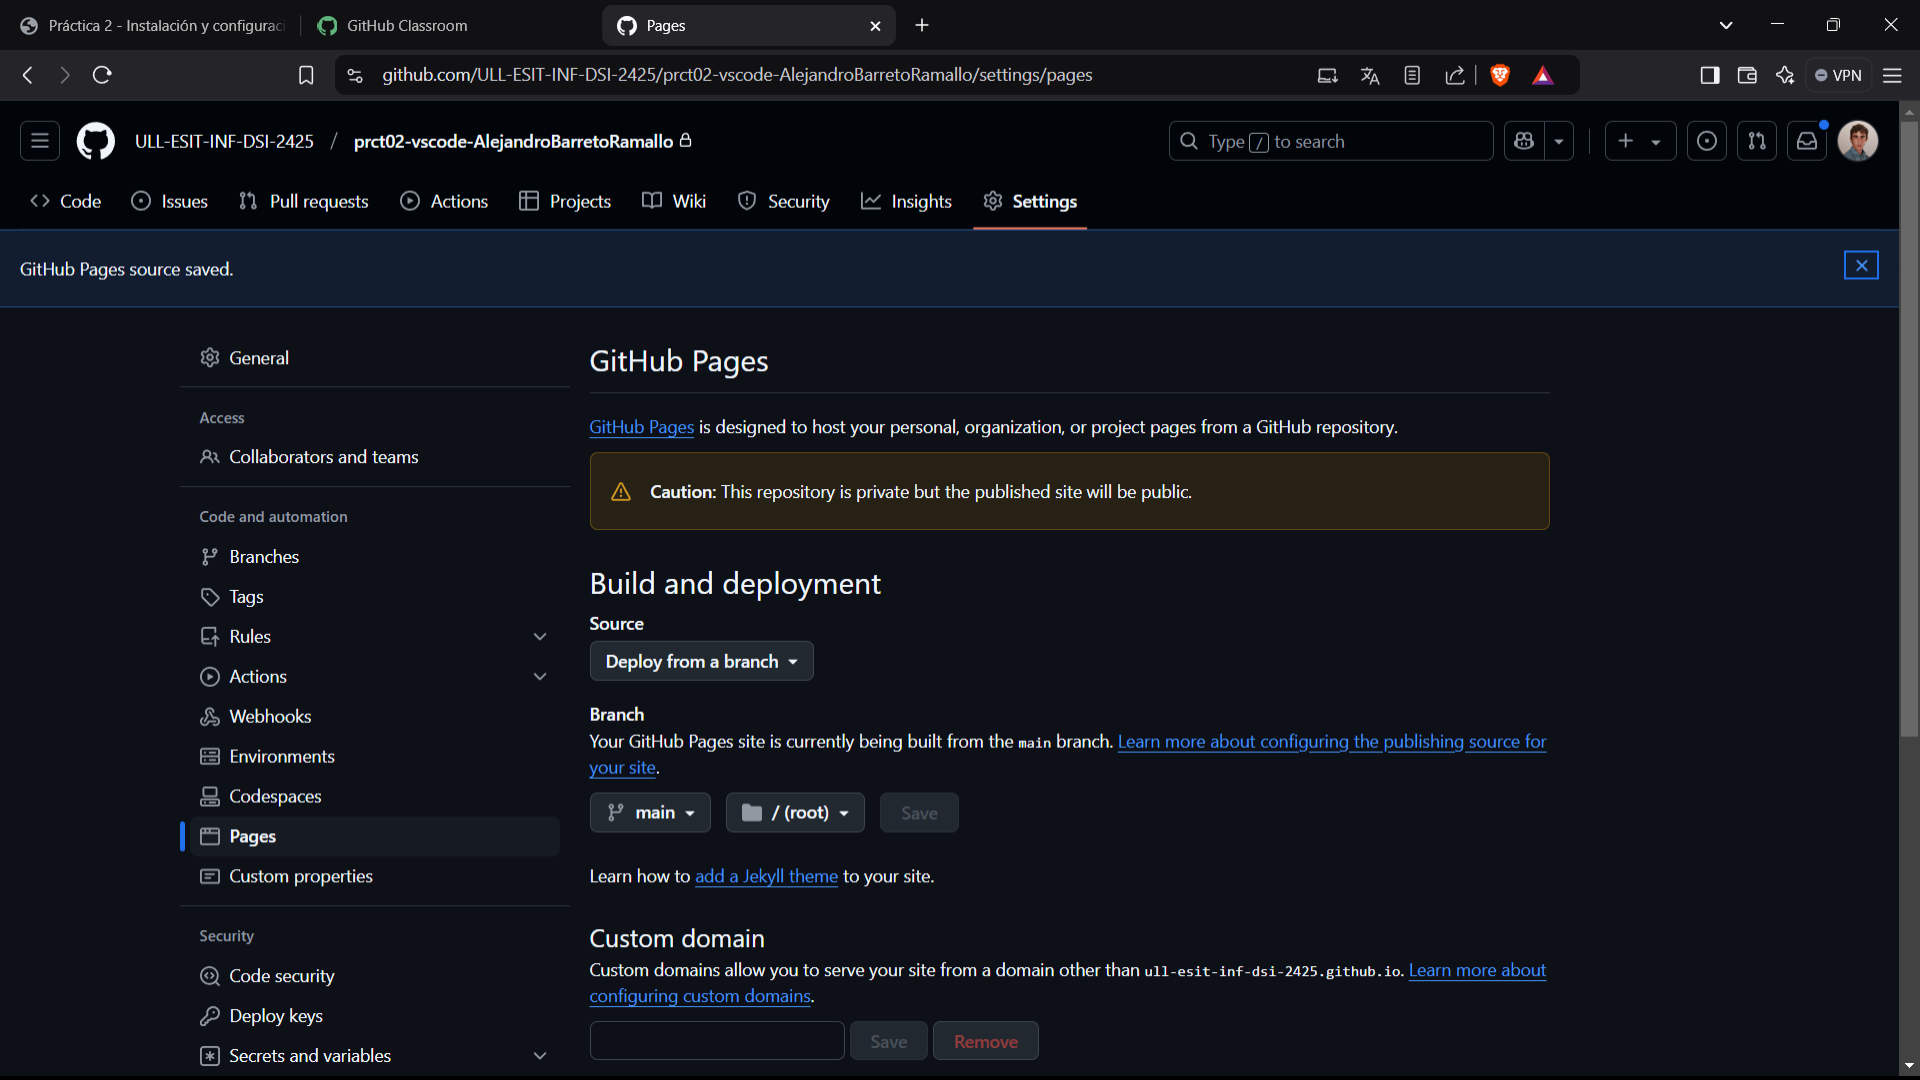 Práctica 2 - Instalación y configuraci
GitHub Classroom
Pages
github.com/ULL-ESIT-INF-DSI-2425/prct02-vscode-AlejandroBarretoRamallo/settings/pages
VPN
ULL-ESIT-INF-DSI-2425 / prct02-vscode-AlejandroBarretoRamallo
Type / to search
Code
Issues
Pull requests
Actions
Projects
Wiki
Security
Insights
Settings
GitHub Pages source saved.
General
Access
Collaborators and teams
Code and automation
Branches
Tags
Rules
Actions
Webhooks
Environments
Codespaces
Pages
Custom properties
Security
Code security
Deploy keys
Secrets and variables
GitHub Pages
GitHub Pages is designed to host your personal, organization, or project pages from a GitHub repository.
Caution: This repository is private but the published site will be public.
Build and deployment
Source
Deploy from a branch
Branch
Your GitHub Pages site is currently being built from the main branch. Learn more about configuring the publishing source for
your site.
main
/ (root)
Save
Learn how to add a Jekyll theme to your site.
Custom domain
Custom domains allow you to serve your site from a domain other than ull-esit-inf-dsi-2425.github.io. Learn more about
configuring custom domains.
Save
Remove